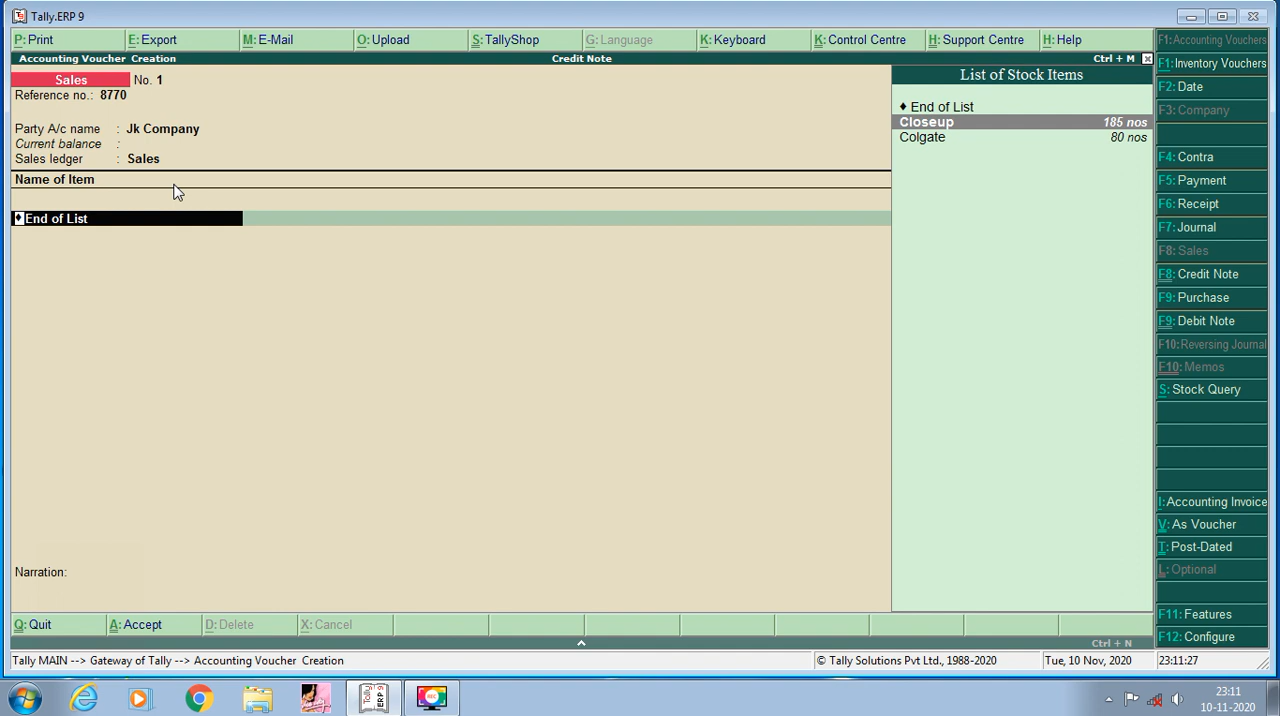 Tally.ERP 9
P: Print
E: Export
M: E-Mail
O: Upload
S: TallyShop
G: Language
K: Keyboard
K: Control Centre
H: Support Centre
H: Help
Accounting Voucher Creation
Credit Note
Ctrl + M
Sales No. 1
Reference no.: 8770
Party A/c name : Jk Company
Current balance :
Sales ledger : Sales
Name of Item
♦ End of List
Narration:
List of Stock Items
♦ End of List
Closeup 185 nos
Colgate 80 nos
F1: Accounting Vouchers
F1: Inventory Vouchers
F2: Date
F3: Company
F4: Contra
F5: Payment
F6: Receipt
F7: Journal
F8: Sales
F8: Credit Note
F9: Purchase
F9: Debit Note
F10: Reversing Journal
F10: Memos
S: Stock Query
I: Accounting Invoice
V: As Voucher
T: Post-Dated
L: Optional
F11: Features
F12: Configure
Q: Quit
A: Accept
D: Delete
X: Cancel
Ctrl + N
Tally MAIN --> Gateway of Tally --> Accounting Voucher Creation
© Tally Solutions Pvt Ltd., 1988-2020
Tue, 10 Nov, 2020
23:11:27
Tally
ERP 9
REC
23:11
10-11-2020